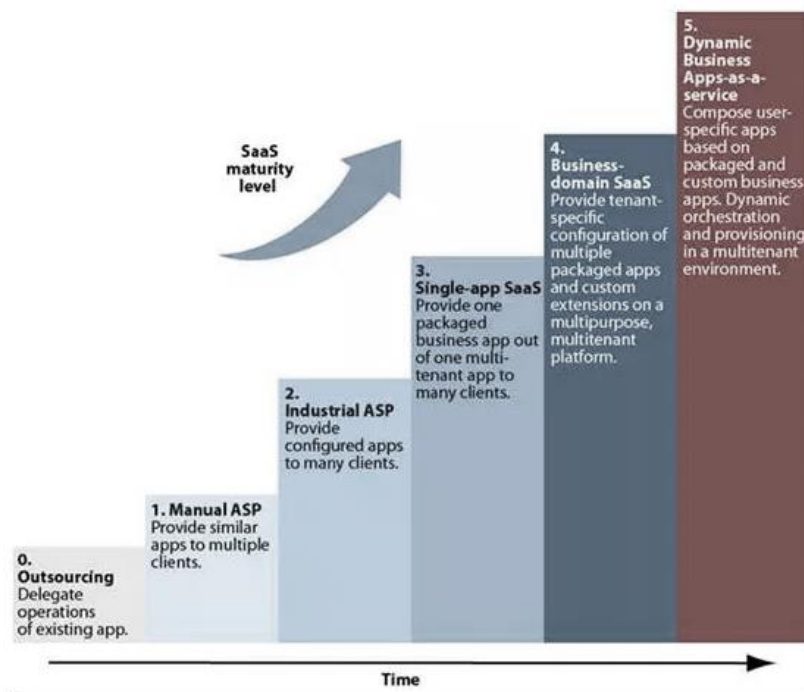 SaaS
maturity
level
0.
Outsourcing
Delegate
operations
of existing app.
1. Manual ASP
Provide similar
apps to multiple
clients.
2.
Industrial ASP
Provide
configured apps
to many clients.
3.
Single-app SaaS
Provide one
packaged
business app out
of one multi-
tenant app to
many clients.
4.
Business-
domain SaaS
Provide tenant-
specific
configuration of
multiple
packaged apps
and custom
extensions on a
multipurpose,
multitenant
platform.
5.
Dynamic
Business
Apps-as-a-
service
Compose user-
specific apps
based on
packaged and
custom business
apps. Dynamic
orchestration
and provisioning
in a multitenant
environment.
Time